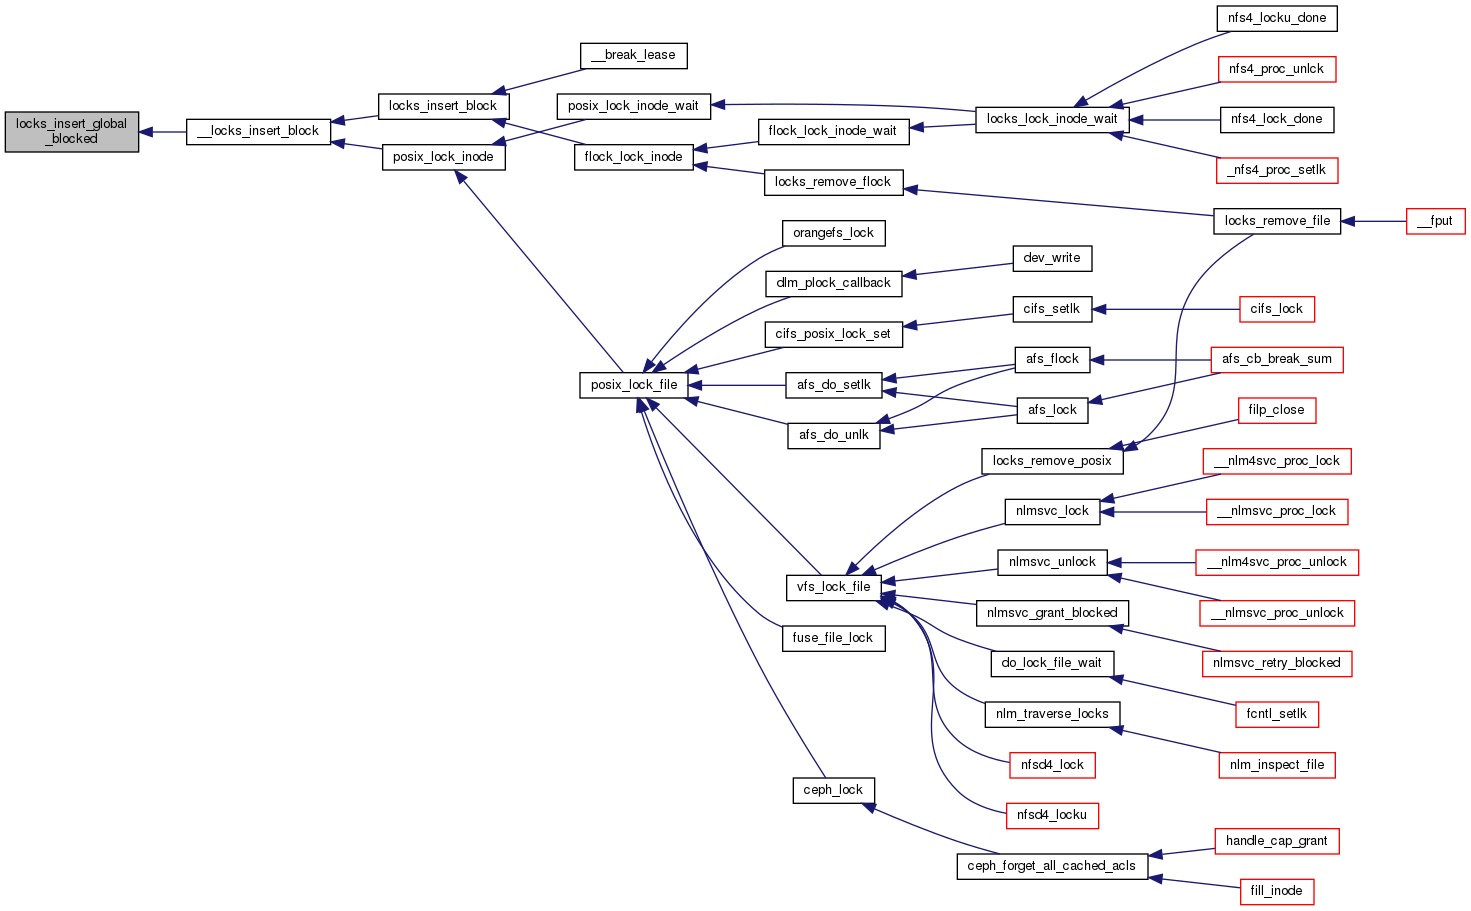 locks_insert_global
_blocked
__locks_insert_block
locks_insert_block
posix_lock_inode
__break_lease
posix_lock_inode_wait
flock_lock_inode
flock_lock_inode_wait
locks_remove_flock
locks_lock_inode_wait
nfs4_locku_done
nfs4_proc_unlck
nfs4_lock_done
_nfs4_proc_setlk
locks_remove_file
__fput
posix_lock_file
orangefs_lock
dlm_plock_callback
dev_write
cifs_posix_lock_set
cifs_setlk
cifs_lock
afs_do_setlk
afs_flock
afs_cb_break_sum
afs_do_unlk
afs_lock
vfs_lock_file
locks_remove_posix
filp_close
nlmsvc_lock
__nlm4svc_proc_lock
__nlmsvc_proc_lock
nlmsvc_unlock
__nlm4svc_proc_unlock
__nlmsvc_proc_unlock
nlmsvc_grant_blocked
nlmsvc_retry_blocked
do_lock_file_wait
fcntl_setlk
nlm_traverse_locks
nlm_inspect_file
nfsd4_lock
nfsd4_locku
fuse_file_lock
ceph_lock
ceph_forget_all_cached_acls
handle_cap_grant
fill_inode